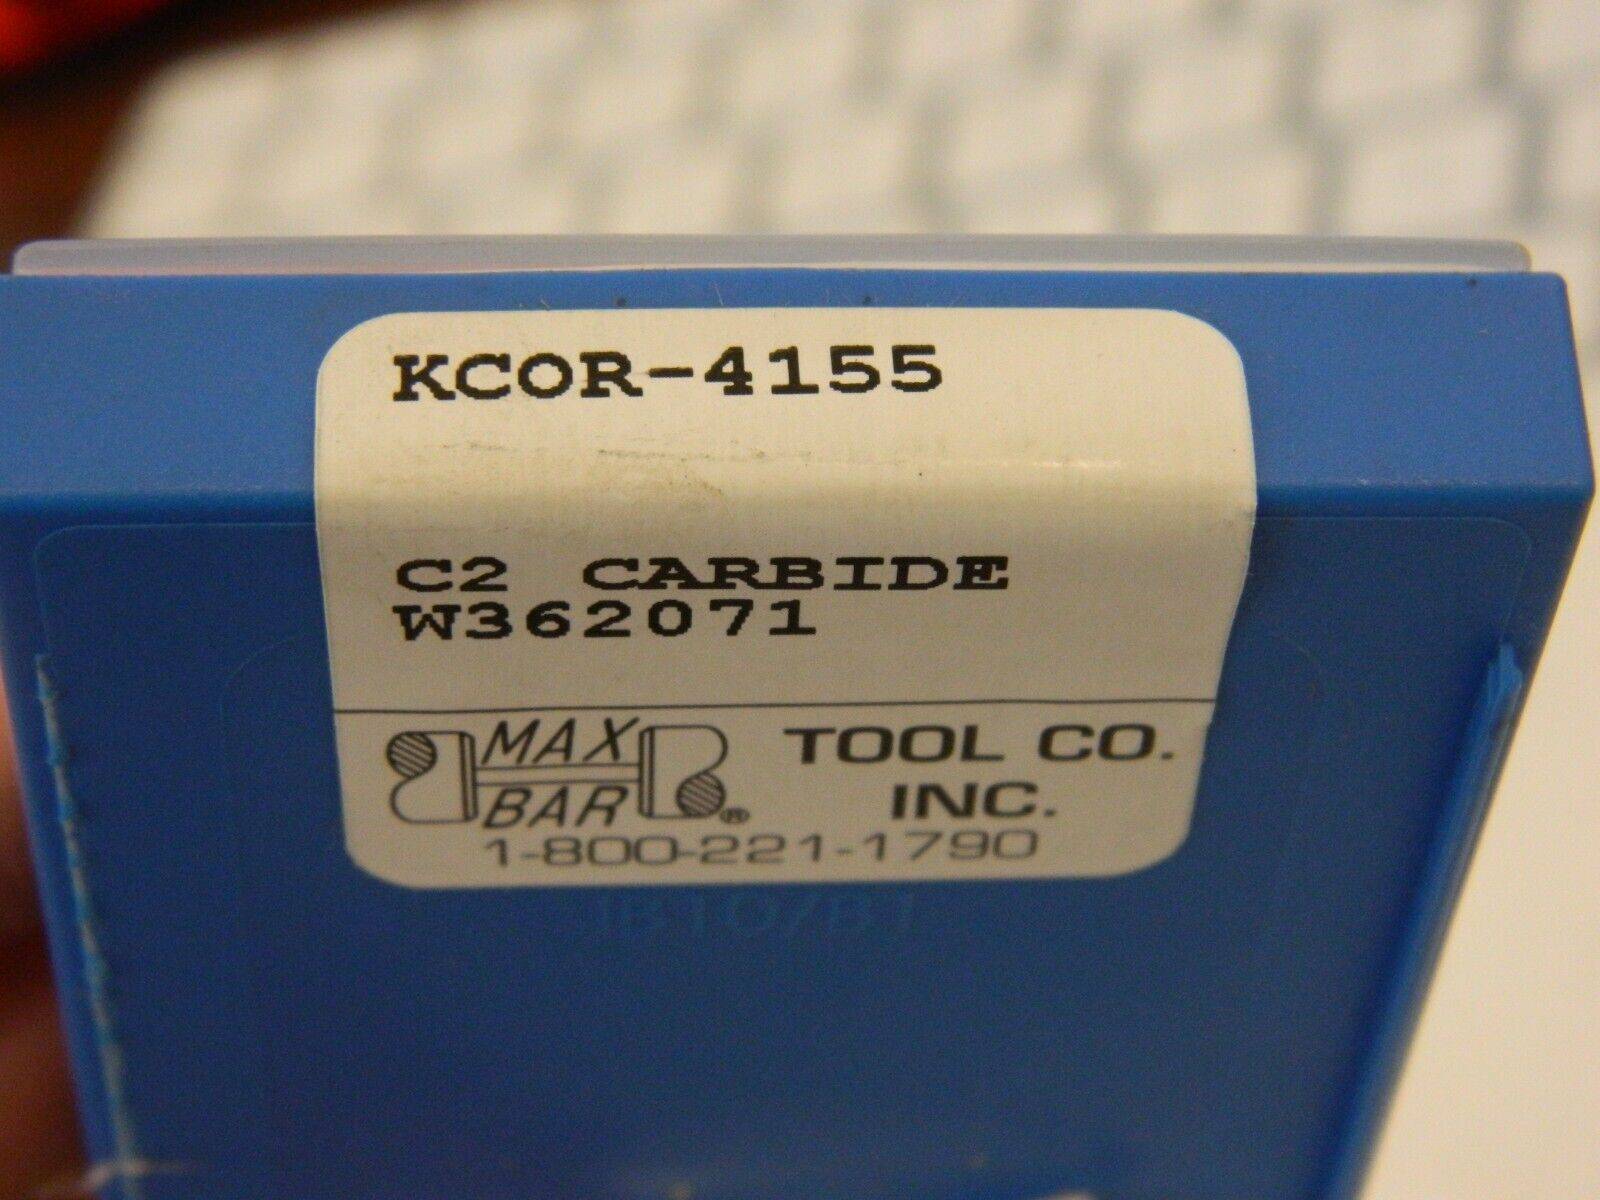 KCOR-4155
C2 CARBIDE
W362071
MAX BAR® TOOL CO.
INC.
1-800-221-1790